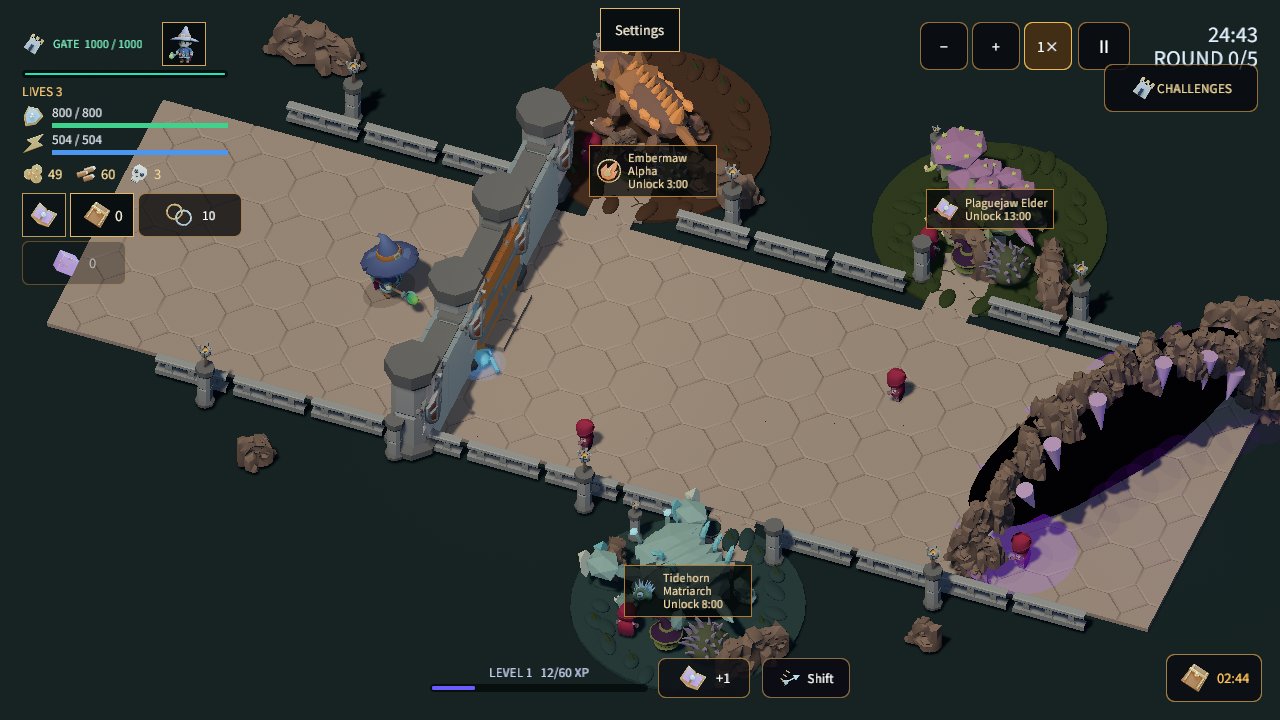 GATE 1000 / 1000
Settings
−
+
1×
24:43
ROUND 0/5
CHALLENGES
LIVES 3
800 / 800
504 / 504
49
60
3
0
10
0
Embermaw
Alpha
Unlock 3:00
Plaguejaw Elder
Unlock 13:00
Tidehorn
Matriarch
Unlock 8:00
LEVEL 1 12/60 XP
+1
Shift
02:44